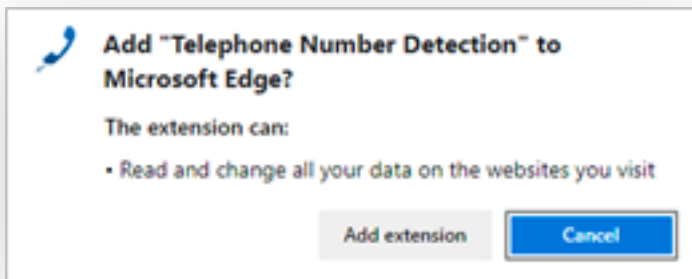 Add "Telephone Number Detection" to
Microsoft Edge?
The extension can:
• Read and change all your data on the websites you visit
Add extension
Cancel